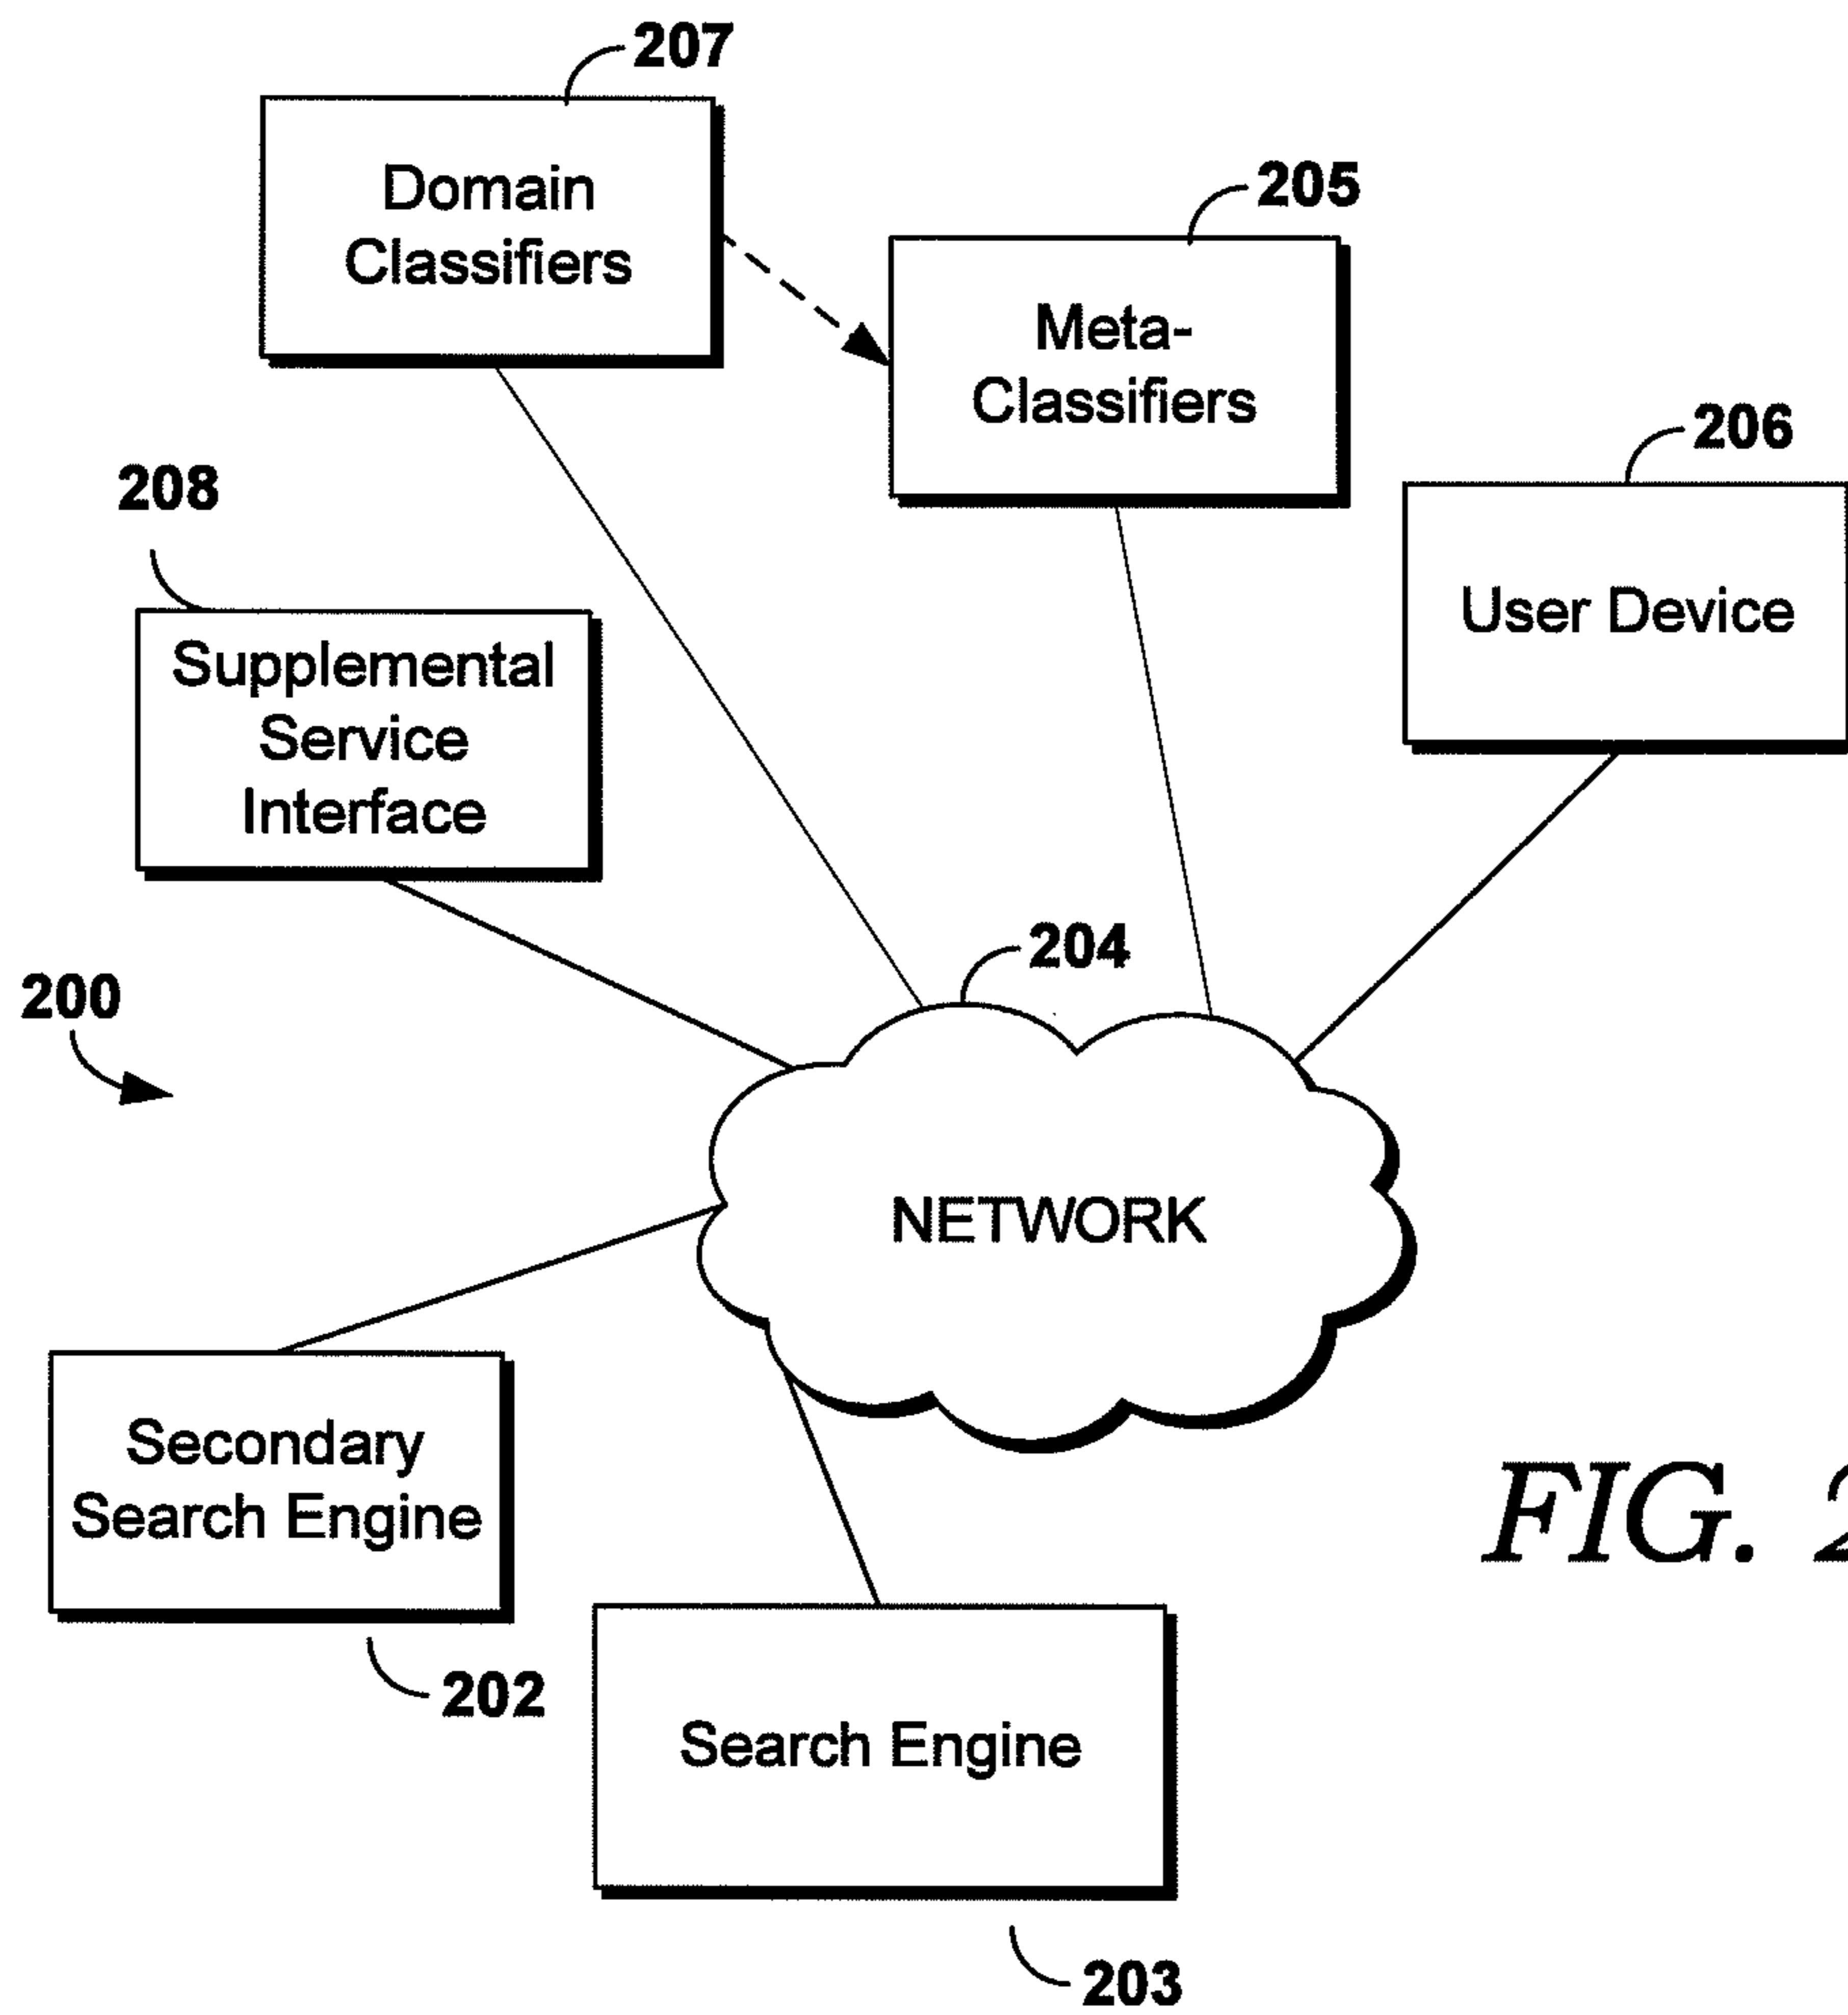 207
Domain
Classifiers
205
Meta-
Classifiers
206
User Device
208
Supplemental
Service
Interface
204
200
NETWORK
Secondary
Search Engine
202
FIG. 2
Search Engine
203